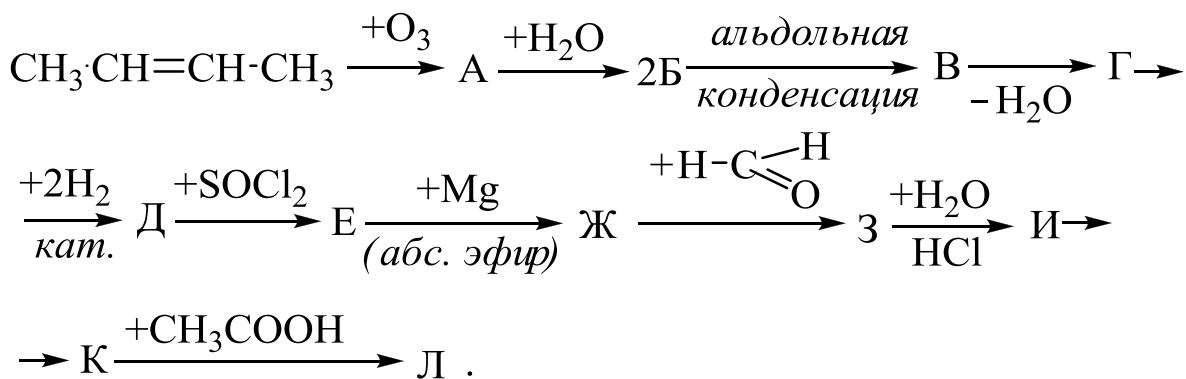 CH₃·CH=CH-CH₃ +O₃ А +H₂O 2Б альдольная конденсация В –H₂O Г
+2H₂ кат. Д +SOCl₂ Е +Mg (абс. эфир) Ж +H-C H O З +H₂O HCl И
К +CH₃COOH Л .